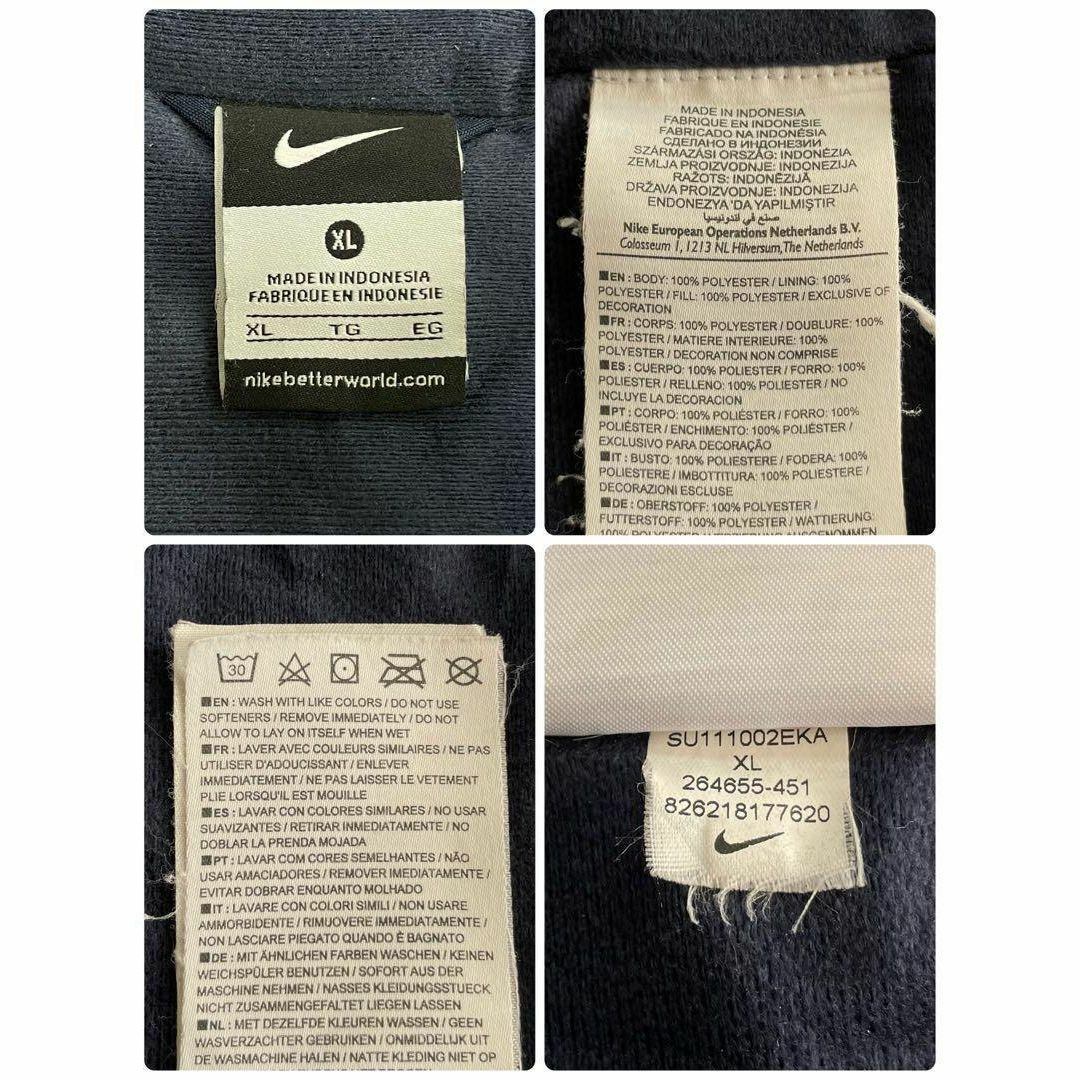 XL
MADE IN INDONESIA
FABRIQUE EN INDONESIE
XL TG EG
nikebetterworld.com
MADE IN INDONESIA
FABRIQUE EN INDONESIE
FABRICADO NA INDONÉSIA
СДЕЛАНО В ИНДОНЕЗИИ
SZÁRMAZÁSI ORSZÁG: INDONÉZIA
ZEMLJA PROIZVODNJE: INDONEZIJA
RAŽOTS: INDONĒZIJĀ
DRŽAVA PROIZVODNJE: INDONEZIJA
ENDONEZYA'DA YAPILMIŞTIR
صنع في اندونيسيا
Nike European Operations Netherlands B.V.
Colosseum 1, 1213 NL Hilversum, The Netherlands
EN : BODY: 100% POLYESTER / LINING: 100%
POLYESTER / FILL: 100% POLYESTER / EXCLUSIVE OF
DECORATION
FR : CORPS: 100% POLYESTER / DOUBLURE: 100%
POLYESTER / MATIERE INTERIEURE: 100%
POLYESTER / DECORATION NON COMPRISE
ES : CUERPO: 100% POLIESTER / FORRO: 100%
POLIESTER / RELLENO: 100% POLIESTER / NO
INCLUYE LA DECORACION
PT : CORPO: 100% POLIÉSTER / FORRO: 100%
POLIÉSTER / ENCHIMENTO: 100% POLIÉSTER /
EXCLUSIVO PARA DECORAÇÃO
IT : BUSTO: 100% POLIESTERE / FODERA: 100%
POLIESTERE / IMBOTTITURA: 100% POLIESTERE /
DECORAZIONI ESCLUSE
DE : OBERSTOFF: 100% POLYESTER /
FUTTERSTOFF: 100% POLYESTER / WATTIERUNG:
100% POLYESTER / VERZIERUNG AUSGENOMMEN
30
EN : WASH WITH LIKE COLORS / DO NOT USE
SOFTENERS / REMOVE IMMEDIATELY / DO NOT
ALLOW TO LAY ON ITSELF WHEN WET
FR : LAVER AVEC COULEURS SIMILAIRES / NE PAS
UTILISER D'ADOUCISSANT / ENLEVER
IMMEDIATEMENT / NE PAS LAISSER LE VETEMENT
PLIE LORSQU'IL EST MOUILLE
ES : LAVAR CON COLORES SIMILARES / NO USAR
SUAVIZANTES / RETIRAR INMEDIATAMENTE / NO
DOBLAR LA PRENDA MOJADA
PT : LAVAR COM CORES SEMELHANTES / NÃO
USAR AMACIADORES / REMOVER IMEDIATAMENTE /
EVITAR DOBRAR ENQUANTO MOLHADO
IT : LAVARE CON COLORI SIMILI / NON USARE
AMMORBIDENTE / RIMUOVERE IMMEDIATAMENTE /
NON LASCIARE PIEGATO QUANDO È BAGNATO
DE : MIT ÄHNLICHEN FARBEN WASCHEN / KEINEN
WEICHSPÜLER BENUTZEN / SOFORT AUS DER
MASCHINE NEHMEN / NASSES KLEIDUNGSSTUECK
NICHT ZUSAMMENGEFALTET LIEGEN LASSEN
NL : MET DEZELFDE KLEUREN WASSEN / GEEN
WASVERZACHTER GEBRUIKEN / ONMIDDELIJK UIT
DE WASMACHINE HALEN / NATTE KLEDING NIET OP
SU111002EKA
XL
264655-451
826218177620